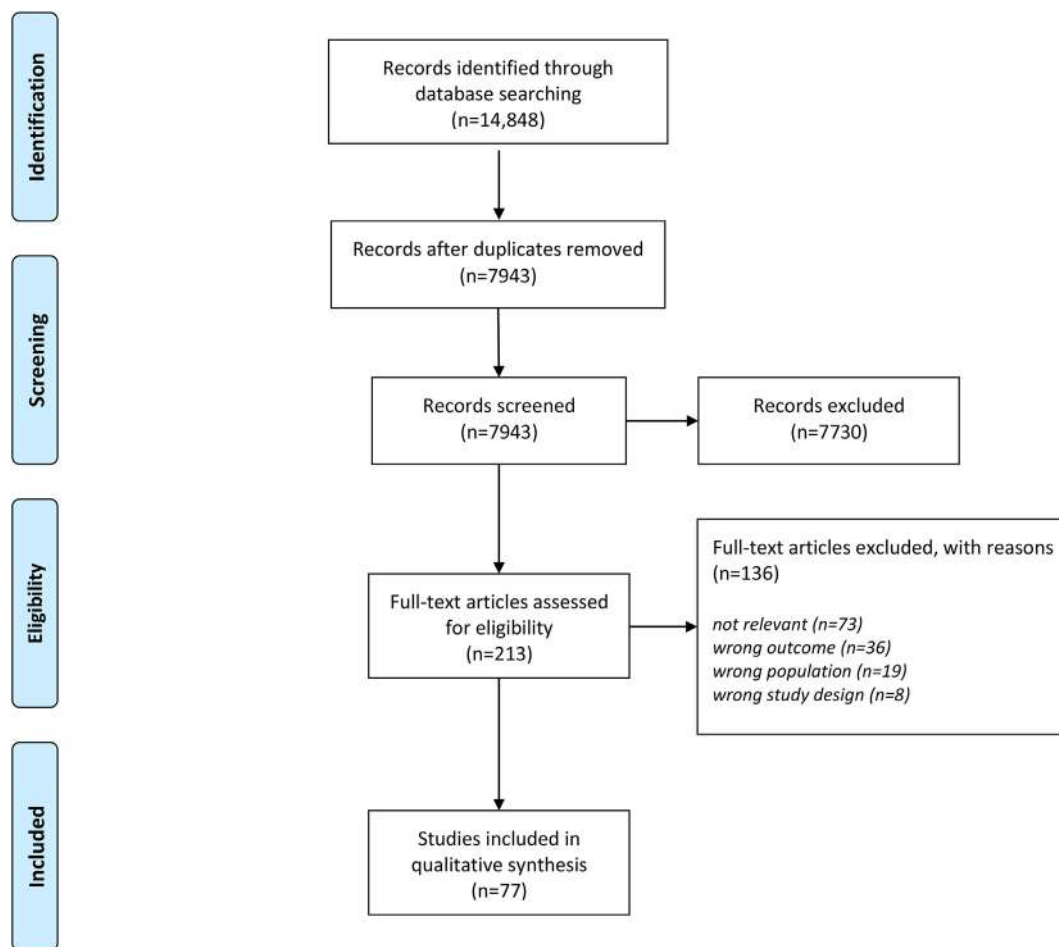 Identification
Records identified through
database searching
(n=14,848)
Records after duplicates removed
(n=7943)
Screening
Records screened
(n=7943)
Records excluded
(n=7730)
Eligibility
Full-text articles assessed
for eligibility
(n=213)
Full-text articles excluded, with reasons
(n=136)
not relevant (n=73)
wrong outcome (n=36)
wrong population (n=19)
wrong study design (n=8)
Included
Studies included in
qualitative synthesis
(n=77)